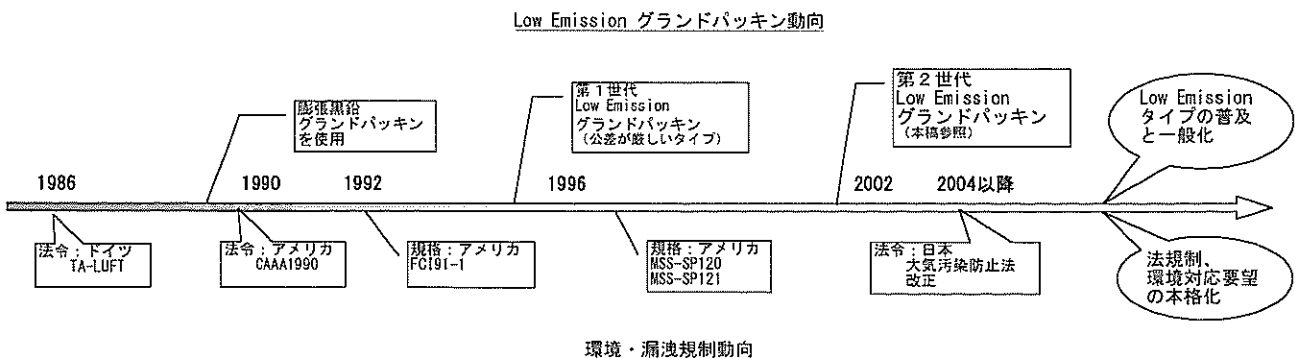 Low Emission グランドパッキン動向
膨張黒鉛
グランドパッキン
を使用
第1世代
Low Emission
グランドパッキン
(公差が厳しいタイプ)
第2世代
Low Emission
グランドパッキン
(本稿参照)
Low Emission
タイプの普及
と一般化
1986
1990
1992
1996
2002
2004以降
法令：ドイツ
TA-LUFT
法令：アメリカ
CAAA1990
規格：アメリカ
FCI91-1
規格：アメリカ
MSS-SP120
MSS-SP121
法令：日本
大気汚染防止法
改正
法規制、
環境対応要望
の本格化
環境・漏洩規制動向